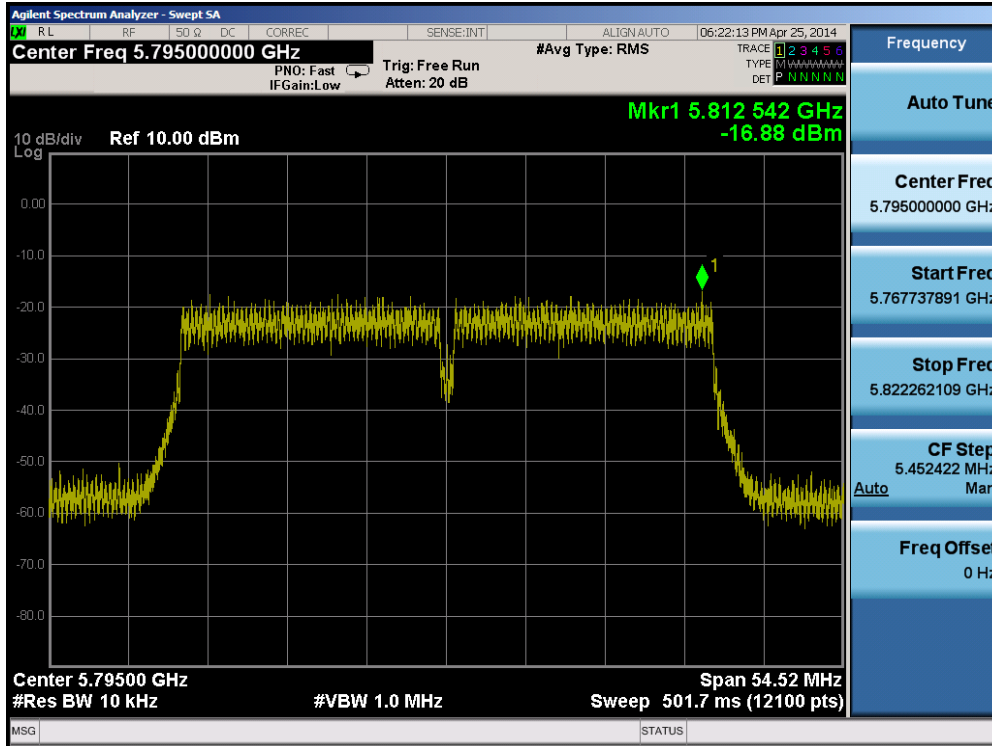 Agilent Spectrum Analyzer - Swept SA
LXI RL RF 50 Ω DC CORREC SENSE:INT ALIGN AUTO 06:22:13 PM Apr 25, 2014
Center Freq 5.795000000 GHz
PNO: Fast
IFGain:Low
Trig: Free Run
Atten: 20 dB
#Avg Type: RMS
TRACE 1 2 3 4 5 6
TYPE MWWWWW
DET P N N N N N
Mkr1 5.812 542 GHz
-16.88 dBm
10 dB/div Ref 10.00 dBm
Log
0.00
-10.0
1
-20.0
-30.0
-40.0
-50.0
-60.0
-70.0
-80.0
Center 5.79500 GHz Span 54.52 MHz
#Res BW 10 kHz #VBW 1.0 MHz Sweep 501.7 ms (12100 pts)
MSG STATUS
Frequency
Auto Tune
Center Freq
5.795000000 GHz
Start Freq
5.767737891 GHz
Stop Freq
5.822262109 GHz
CF Step
5.452422 MHz
Auto Man
Freq Offset
0 Hz